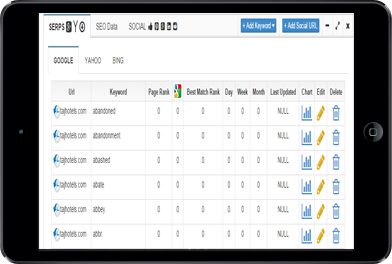 SERPS SEO Data SOCIAL + Add Keyword + Add Social URL
GOOGLE YAHOO BING
Url Keyword Page Rank Best Match Rank Day Week Month Last Updated Chart Edit Delete
tajhotels.com abandoned 0 0 0 0 0 0 NULL
tajhotels.com abandonment 0 0 0 0 0 0 NULL
tajhotels.com abashed 0 0 0 0 0 0 NULL
tajhotels.com abate 0 0 0 0 0 0 NULL
tajhotels.com abbey 0 0 0 0 0 0 NULL
tajhotels.com abbr. 0 0 0 0 0 0 NULL